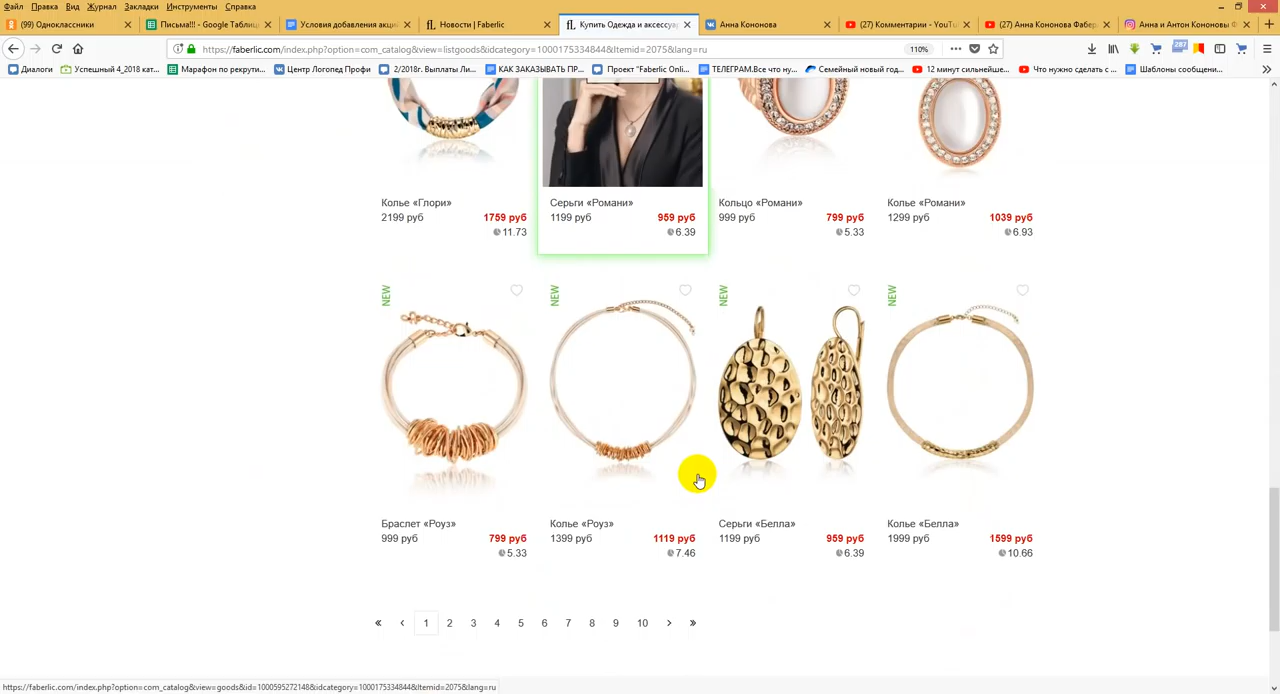 Файл Правка Вид Журнал Закладки Инструменты Справка
(99) Одноклассники
Письма!!! - Google Таблиц
Условия добавления акци
Новости | Faberlic
Купить Одежда и аксессуа
Анна Кононова
(27) Комментарии - YouTu
(27) Анна Кононова Фабер
Анна и Антон Кононовы Ф
https://faberlic.com/index.php?option=com_catalog&view=listgoods&idcategory=1000175334844&Itemid=2075&lang=ru
110%
287
Диалоги
Успешный 4_2018 кат...
Марафон по рекрути...
Центр Логопед Профи
2/2018г. Выплаты Ли...
КАК ЗАКАЗЫВАТЬ ПР...
Проект "Faberlic Onli...
ТЕЛЕГРАМ.Все что ну...
Семейный новый год...
12 минут сильнейше...
Что нужно сделать с ...
Шаблоны сообщени...
Колье «Глори»
2199 руб 1759 руб
11.73
Серьги «Романи»
1199 руб 959 руб
6.39
Кольцо «Романи»
999 руб 799 руб
5.33
Колье «Романи»
1299 руб 1039 руб
6.93
NEW
NEW
NEW
NEW
Браслет «Роуз»
999 руб 799 руб
5.33
Колье «Роуз»
1399 руб 1119 руб
7.46
Серьги «Белла»
1199 руб 959 руб
6.39
Колье «Белла»
1999 руб 1599 руб
10.66
« ‹ 1 2 3 4 5 6 7 8 9 10 › »
https://faberlic.com/index.php?option=com_catalog&view=goods&id=1000595272148&idcategory=1000175334844&Itemid=2075&lang=ru